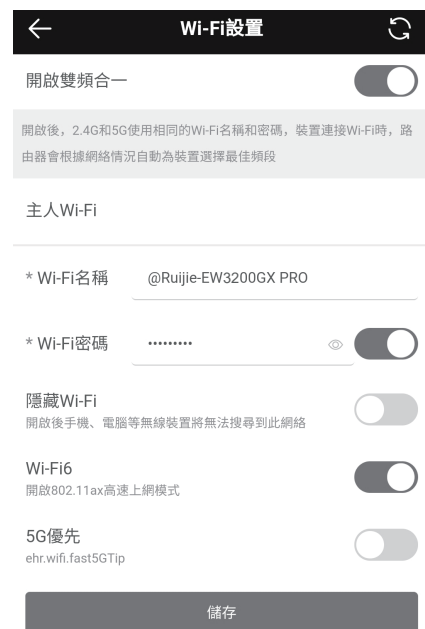 Wi-Fi設置
開啟雙頻合一
開啟後，2.4G和5G使用相同的Wi-Fi名稱和密碼，裝置連接Wi-Fi時，路
由器會根據網絡情況自動為裝置選擇最佳頻段
主人Wi-Fi
* Wi-Fi名稱 @Ruijie-EW3200GX PRO
* Wi-Fi密碼 •••••••••
隱藏Wi-Fi
開啟後手機、電腦等無線裝置將無法搜尋到此網絡
Wi-Fi6
開啟802.11ax高速上網模式
5G優先
ehr.wifi.fast5GTip
儲存